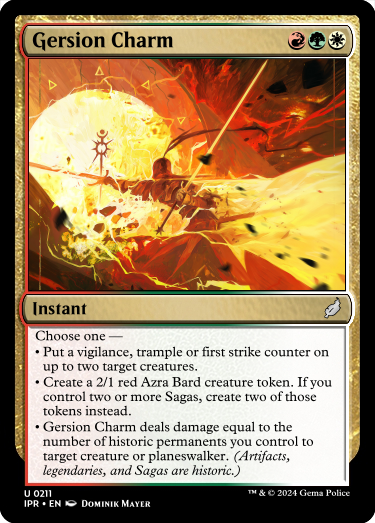 Gersion Charm
Instant
Choose one —
• Put a vigilance, trample or first strike counter on
up to two target creatures.
• Create a 2/1 red Azra Bard creature token. If you
control two or more Sagas, create two of those
tokens instead.
• Gersion Charm deals damage equal to the
number of historic permanents you control to
target creature or planeswalker. (Artifacts,
legendaries, and Sagas are historic.)
U 0211
IPR • EN Dominik Mayer
™ & © 2024 Gema Police